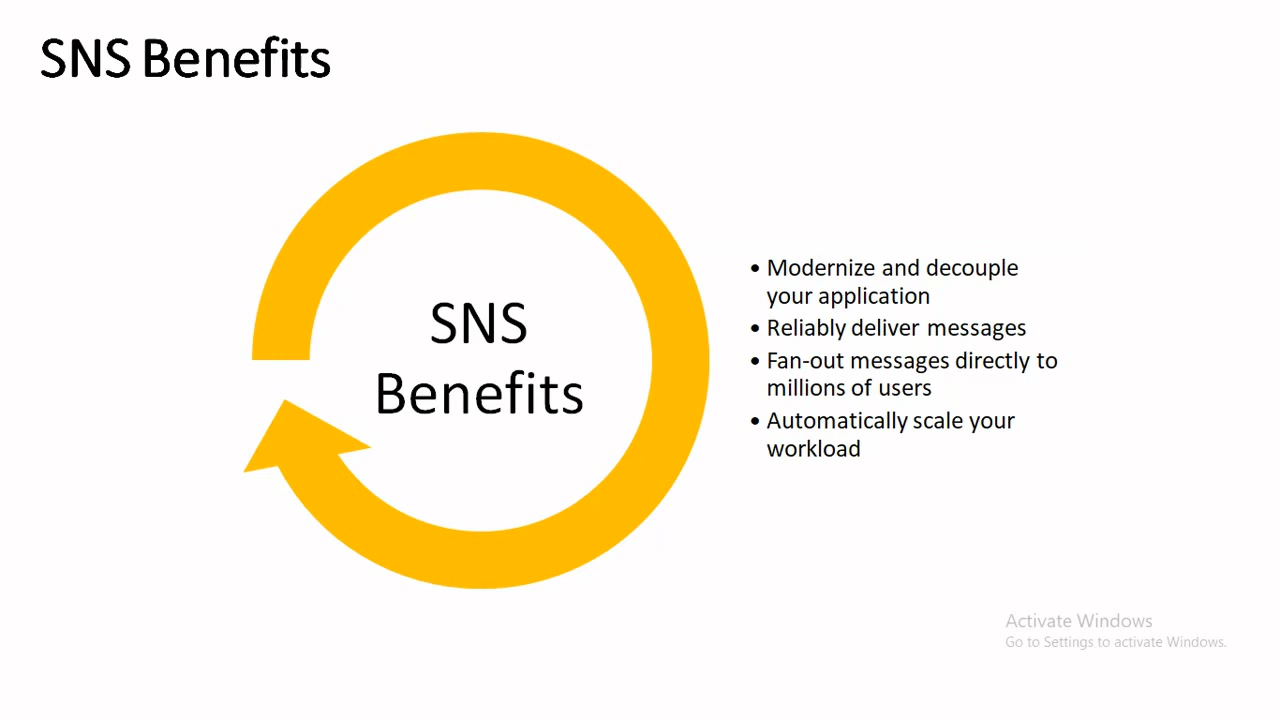 SNS Benefits
SNS
Benefits
• Modernize and decouple
your application
• Reliably deliver messages
• Fan-out messages directly to
millions of users
• Automatically scale your
workload
Activate Windows
Go to Settings to activate Windows.